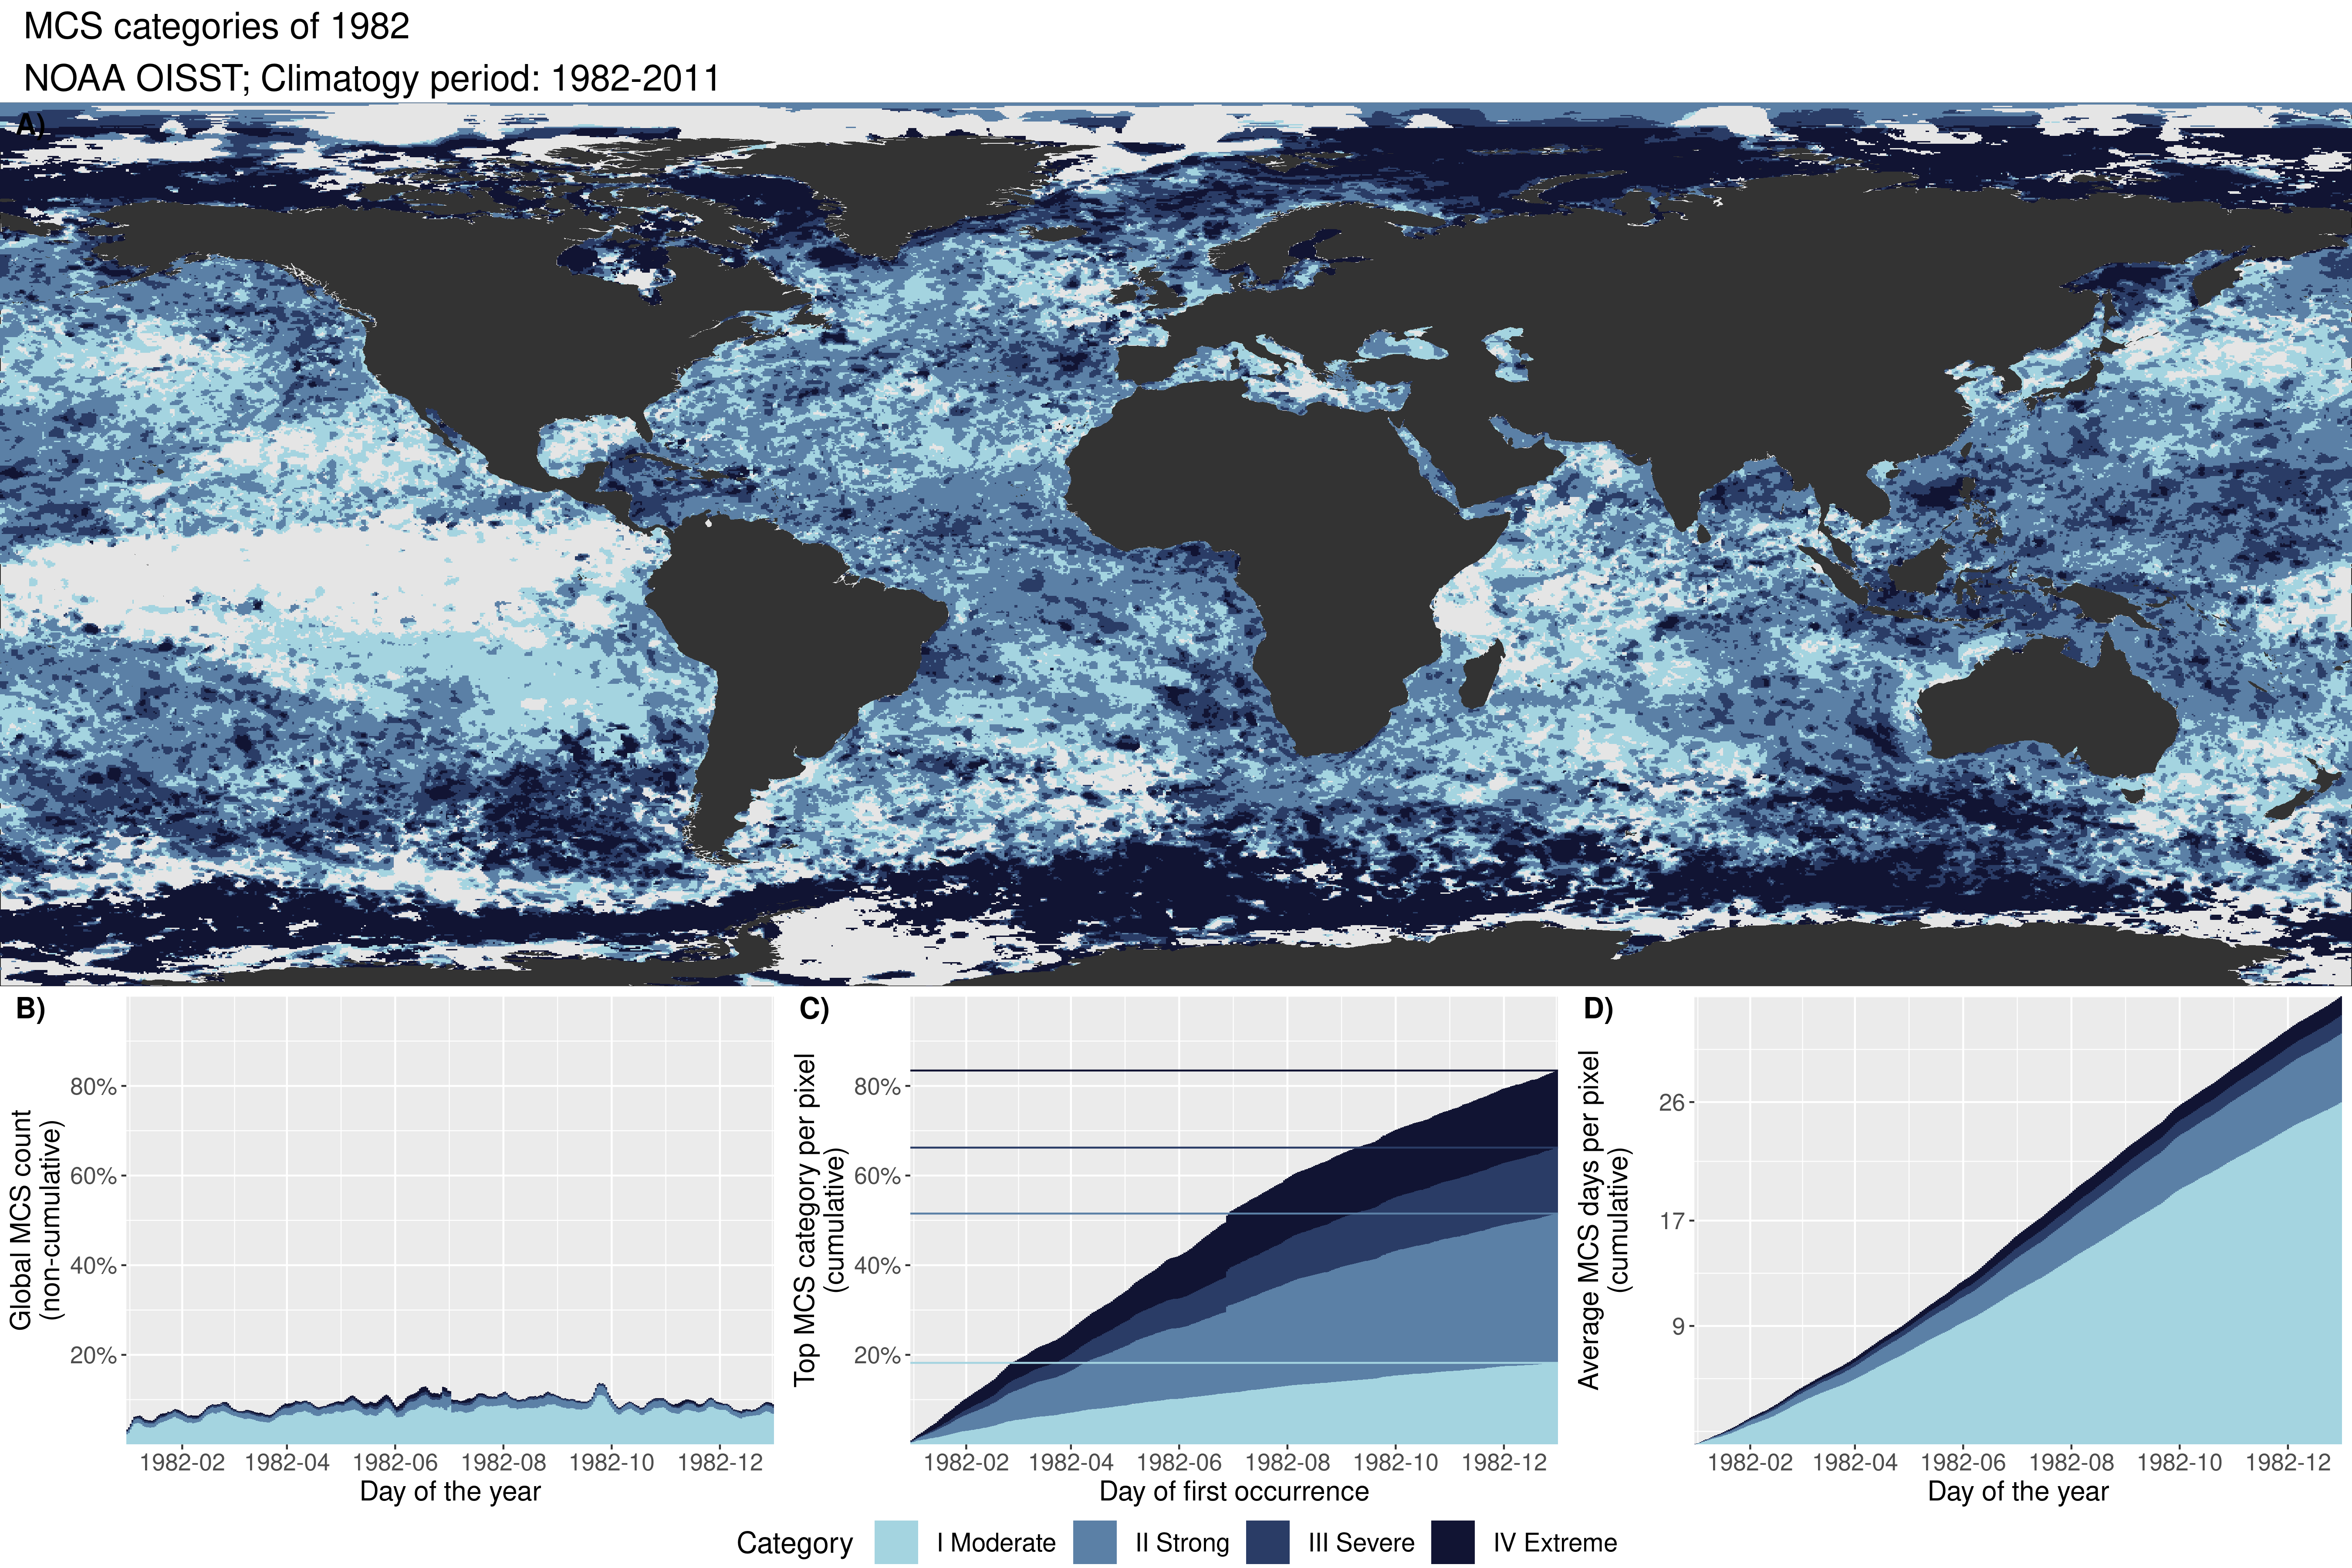 MCS categories of 1982
NOAA OISST; Climatogy period: 1982-2011
A)
B)
Global MCS count
(non-cumulative)
80%
60%
40%
20%
1982-02 1982-04 1982-06 1982-08 1982-10 1982-12
Day of the year
C)
Top MCS category per pixel
(cumulative)
80%
60%
40%
20%
1982-02 1982-04 1982-06 1982-08 1982-10 1982-12
Day of first occurrence
D)
Average MCS days per pixel
(cumulative)
26
17
9
1982-02 1982-04 1982-06 1982-08 1982-10 1982-12
Day of the year
Category I Moderate II Strong III Severe IV Extreme